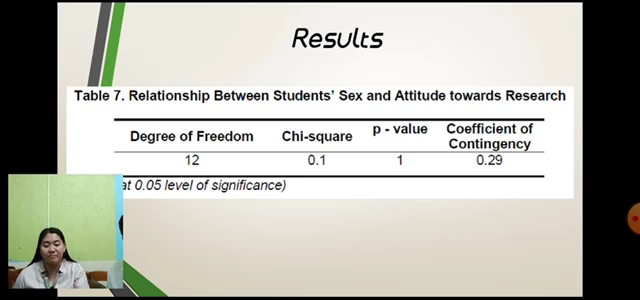 Results
Table 7. Relationship Between Students' Sex and Attitude towards Research
Degree of Freedom Chi-square p - value Coefficient of Contingency
12 0.1 1 0.29
at 0.05 level of significance)